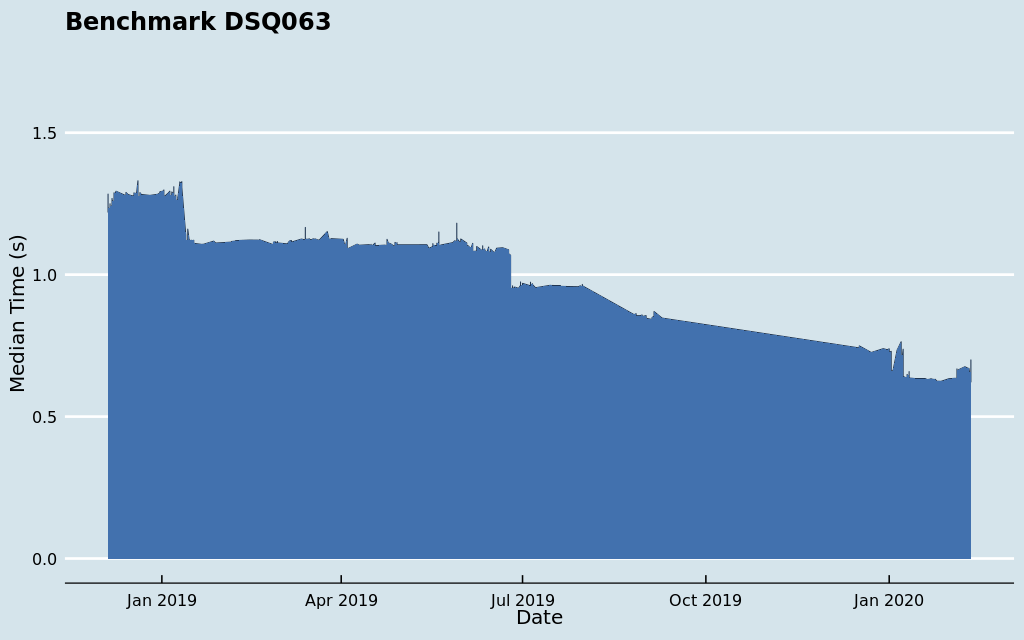 Benchmark DSQ063
Median Time (s)
1.5
1.0
0.5
0.0
Jan 2019
Apr 2019
Jul 2019
Oct 2019
Jan 2020
Date